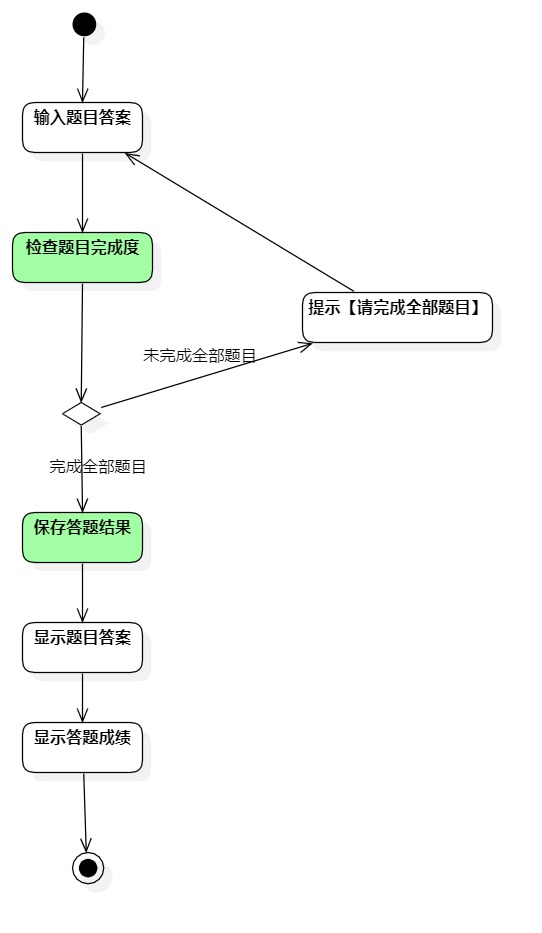 输入题目答案
检查题目完成度
提示【请完成全部题目】
未完成全部题目
完成全部题目
保存答题结果
显示题目答案
显示答题成绩